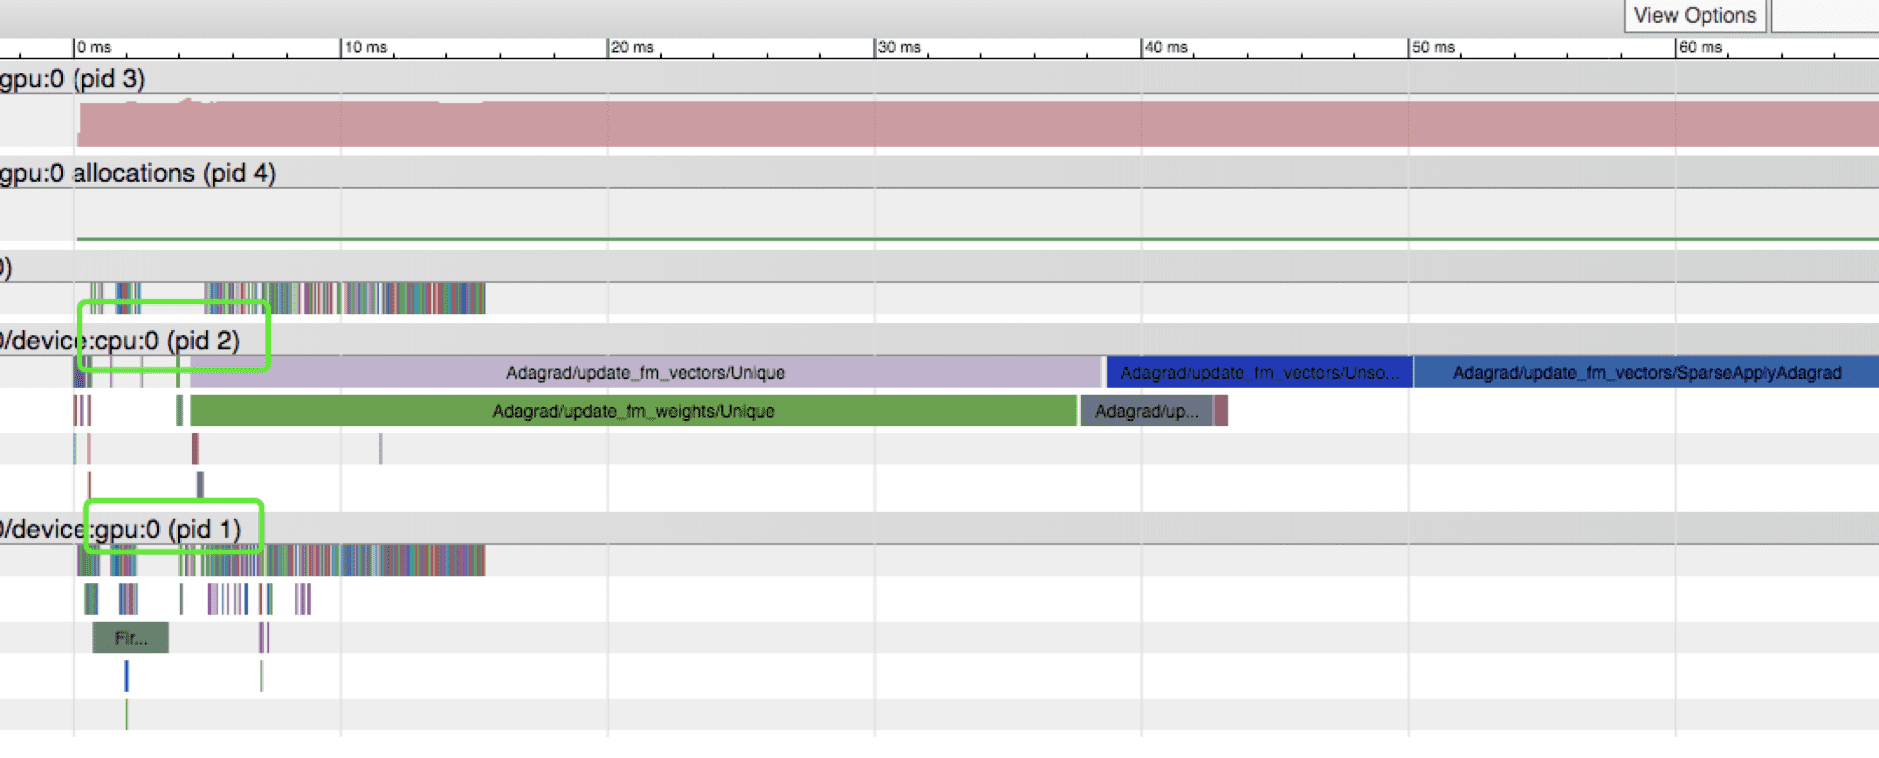 View Options
0 ms 10 ms 20 ms 30 ms 40 ms 50 ms 60 ms
gpu:0 (pid 3)
gpu:0 allocations (pid 4)
0)
0/device:cpu:0 (pid 2)
Adagrad/update_fm_vectors/Unique Adagrad/update_fm_vectors/Unso... Adagrad/update_fm_vectors/SparseApplyAdagrad
Adagrad/update_fm_weights/Unique Adagrad/up...
0/device:gpu:0 (pid 1)
Fir...